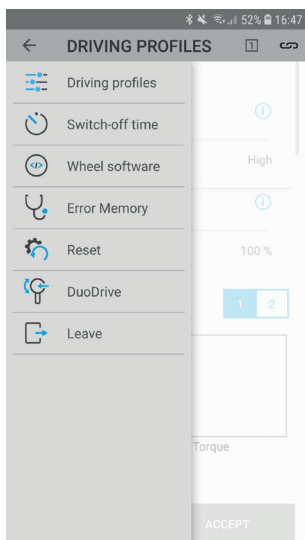 52% 16:47
DRIVING PROFILES 1
Driving profiles
Switch-off time
Wheel software
High
Error Memory
Reset
100 %
DuoDrive
1 2
Leave
Torque
ACCEPT